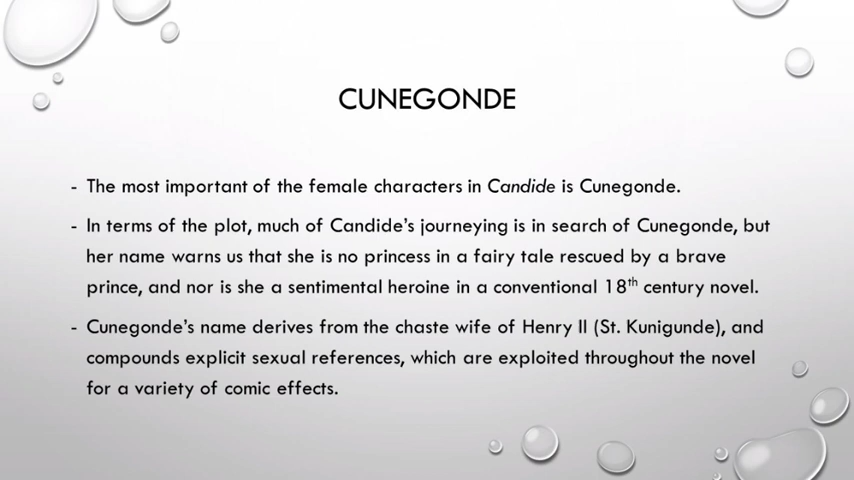 CUNEGONDE
- The most important of the female characters in Candide is Cunegonde.
- In terms of the plot, much of Candide's journeying is in search of Cunegonde, but
her name warns us that she is no princess in a fairy tale rescued by a brave
prince, and nor is she a sentimental heroine in a conventional 18th century novel.
- Cunegonde's name derives from the chaste wife of Henry II (St. Kunigunde), and
compounds explicit sexual references, which are exploited throughout the novel
for a variety of comic effects.